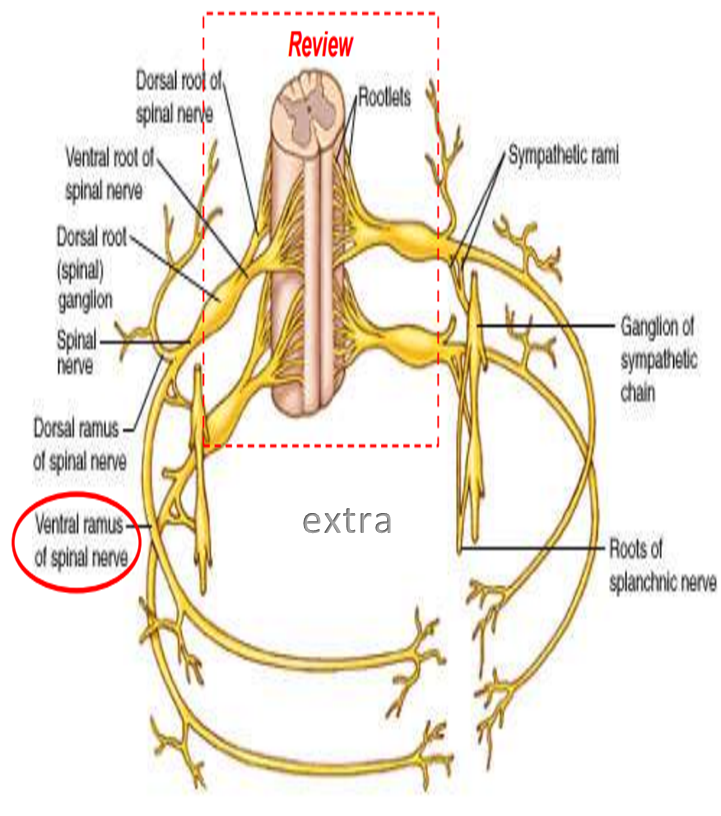 Review
Dorsal root of
spinal nerve
Rootlets
Ventral root of
spinal nerve
Sympathetic rami
Dorsal root
(spinal)
ganglion
Spinal
nerve
Ganglion of
sympathetic
chain
Dorsal ramus
of spinal nerve
extra
Ventral ramus
of spinal nerve
Roots of
splanchnic nerve